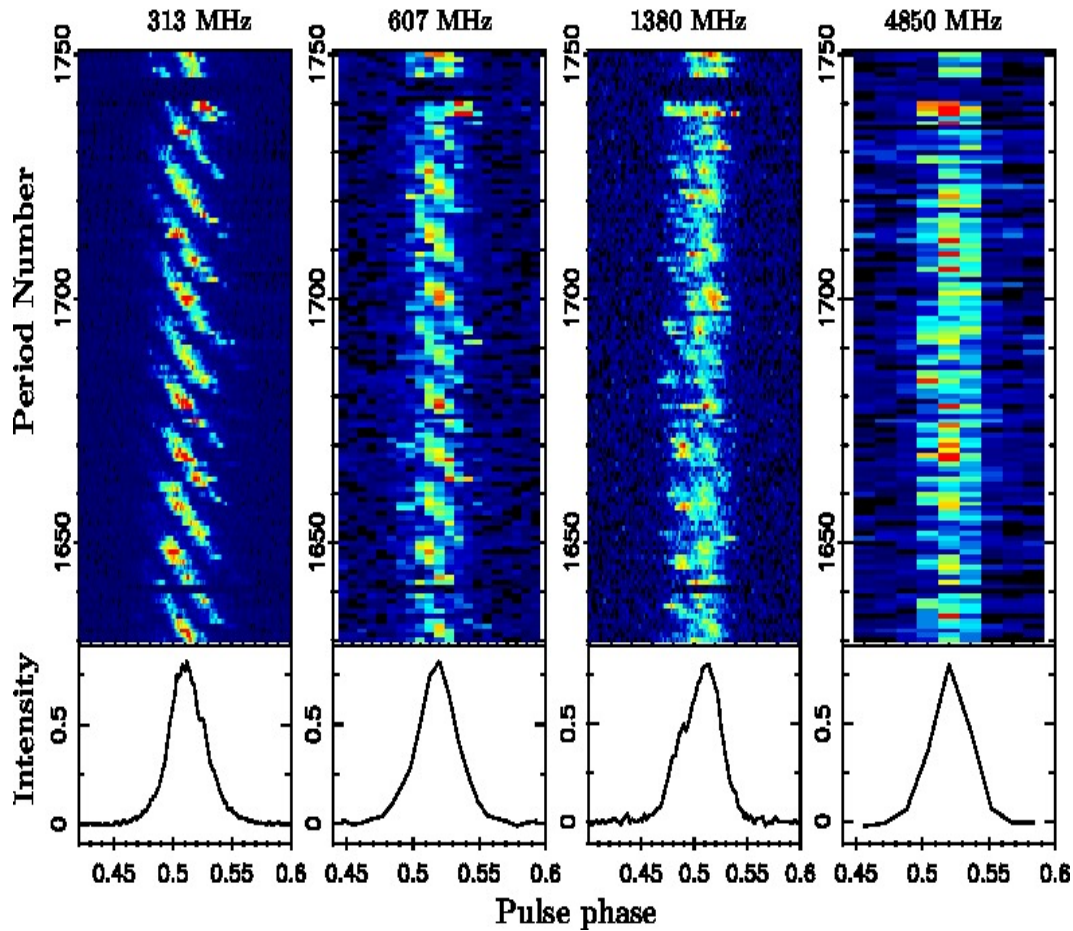 313 MHz 607 MHz 1380 MHz 4850 MHz
Period Number
1750 1750 1750 1750
1700 1700 1700 1700
1650 1650 1650 1650
Intensity
0.5 0.5 0.5 0.5
0 0 0 0
0.45 0.5 0.55 0.6 0.45 0.5 0.55 0.6 0.45 0.5 0.55 0.6 0.45 0.5 0.55 0.6
Pulse phase